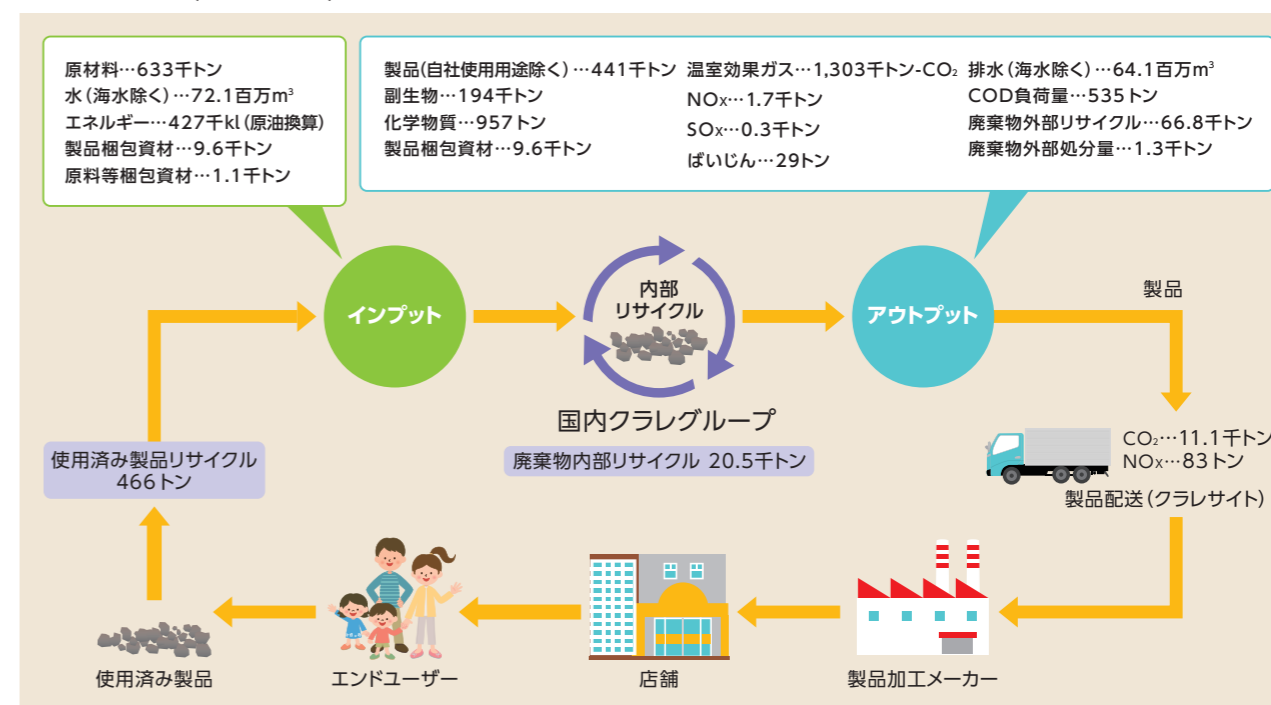 原材料…633千トン
水（海水除く）…72.1百万m³
エネルギー…427千kl（原油換算）
製品梱包資材…9.6千トン
原料等梱包資材…1.1千トン
製品(自社使用用途除く）…441千トン
副生物…194千トン
化学物質…957トン
製品梱包資材…9.6千トン
温室効果ガス…1,303千トン-CO₂
NOx…1.7千トン
SOx…0.3千トン
ばいじん…29トン
排水（海水除く）…64.1百万m³
COD負荷量…535トン
廃棄物外部リサイクル…66.8千トン
廃棄物外部処分量…1.3千トン
インプット
内部
リサイクル
アウトプット
製品
国内クラレグループ
廃棄物内部リサイクル 20.5千トン
使用済み製品リサイクル
466トン
CO₂…11.1千トン
NOx…83トン
製品配送（クラレサイト）
使用済み製品
エンドユーザー
店舗
製品加工メーカー